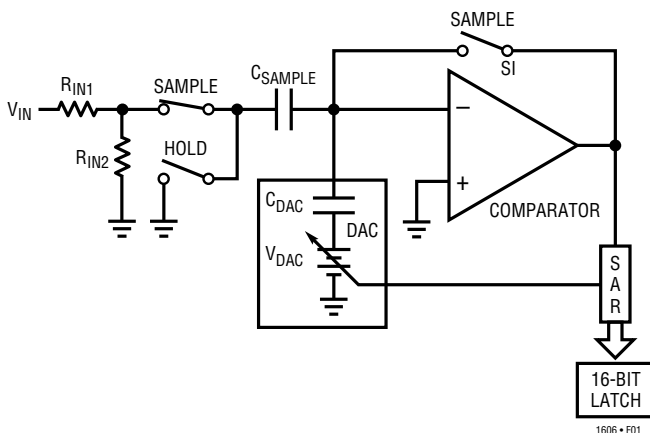 SAMPLE
SI
R_IN1
SAMPLE
C_SAMPLE
V_IN
R_IN2
HOLD
−
+
COMPARATOR
C_DAC
DAC
V_DAC
S
A
R
16-BIT
LATCH
1606 • F01